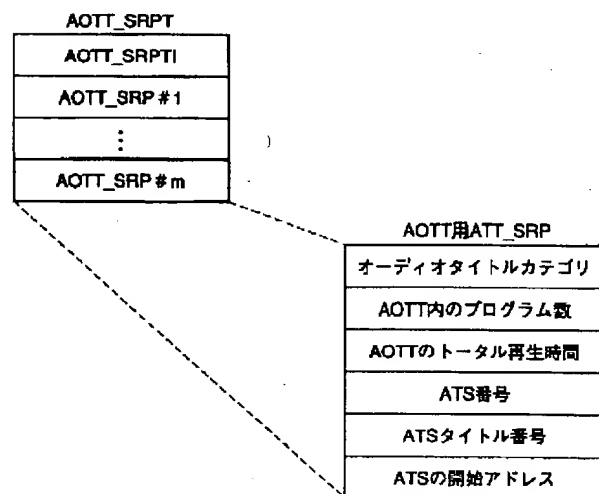 AOTT_SRPT
AOTT_SRPTI
AOTT_SRP #1
⋮
AOTT_SRP #m
AOTT用ATT_SRP
オーディオタイトルカテゴリ
AOTT内のプログラム数
AOTTのトータル再生時間
ATS番号
ATSタイトル番号
ATSの開始アドレス